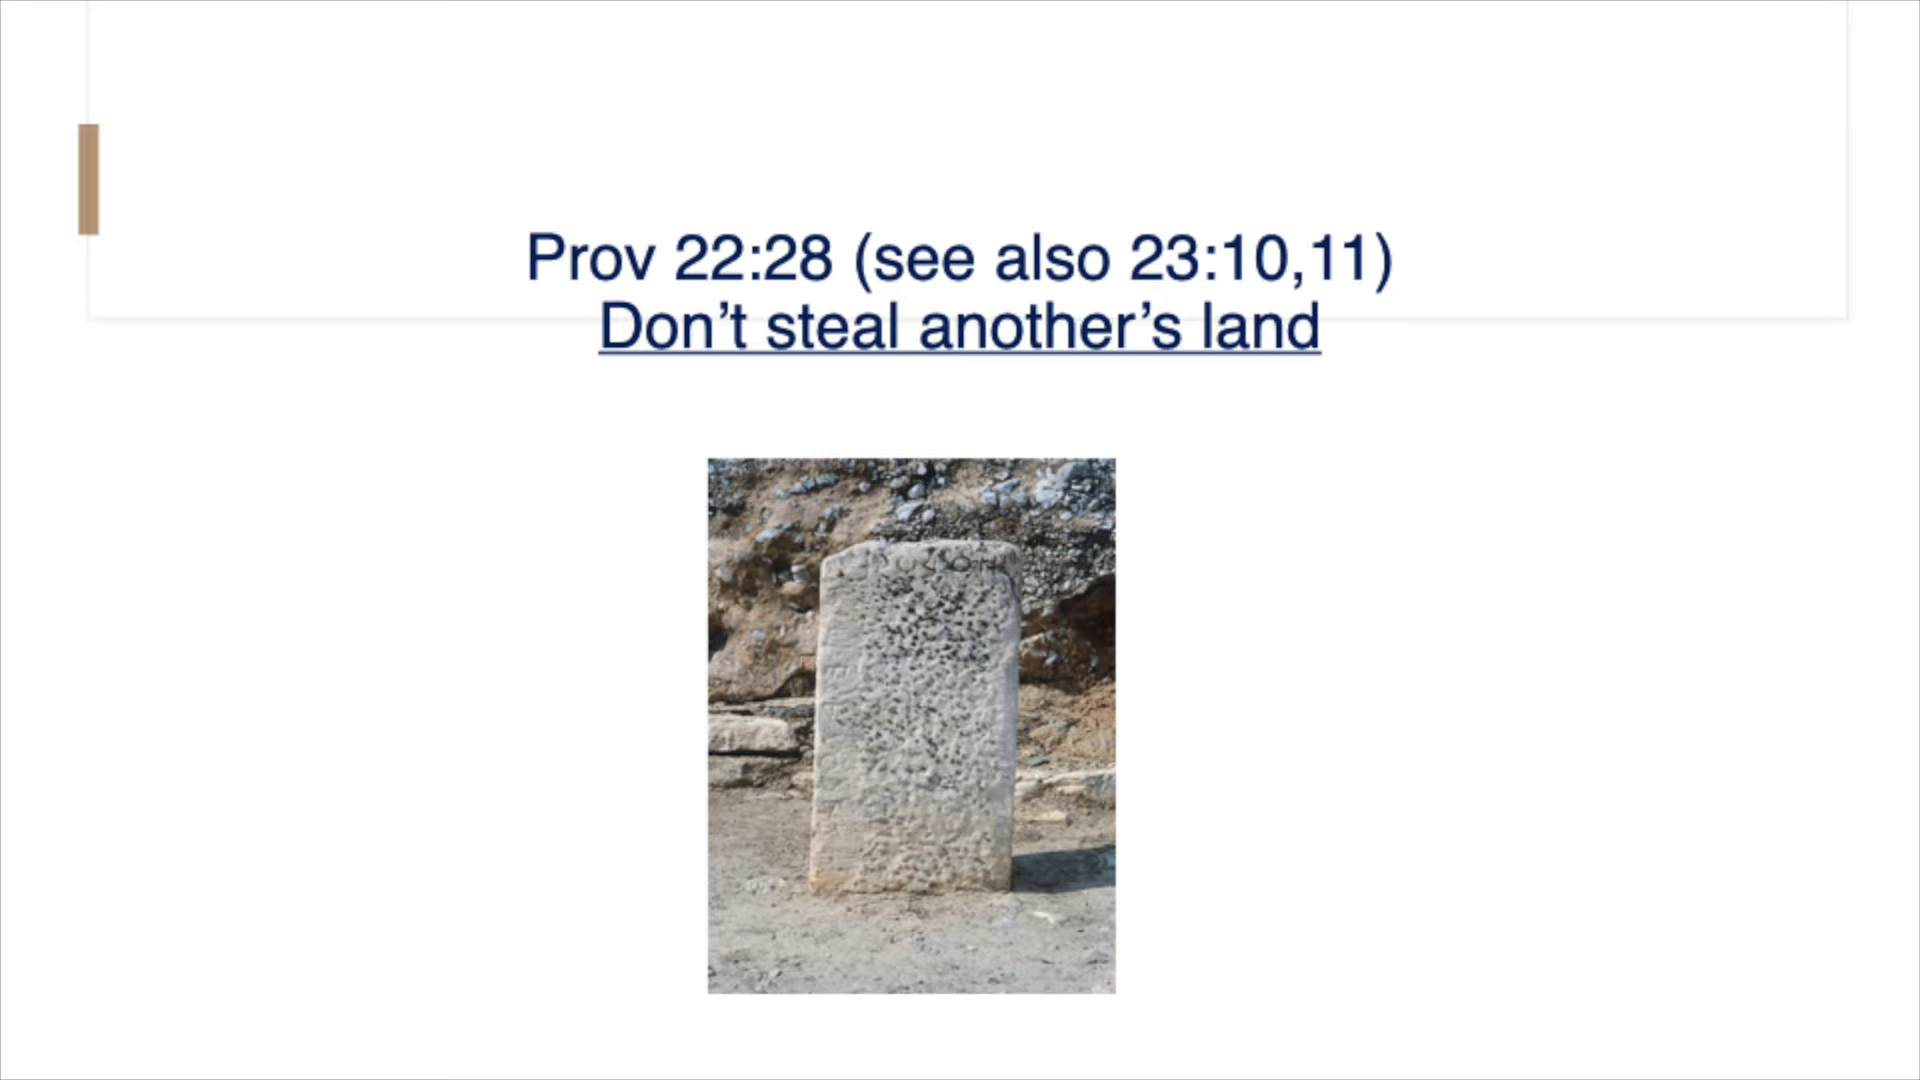 Prov 22:28 (see also 23:10,11)
Don’t steal another’s land